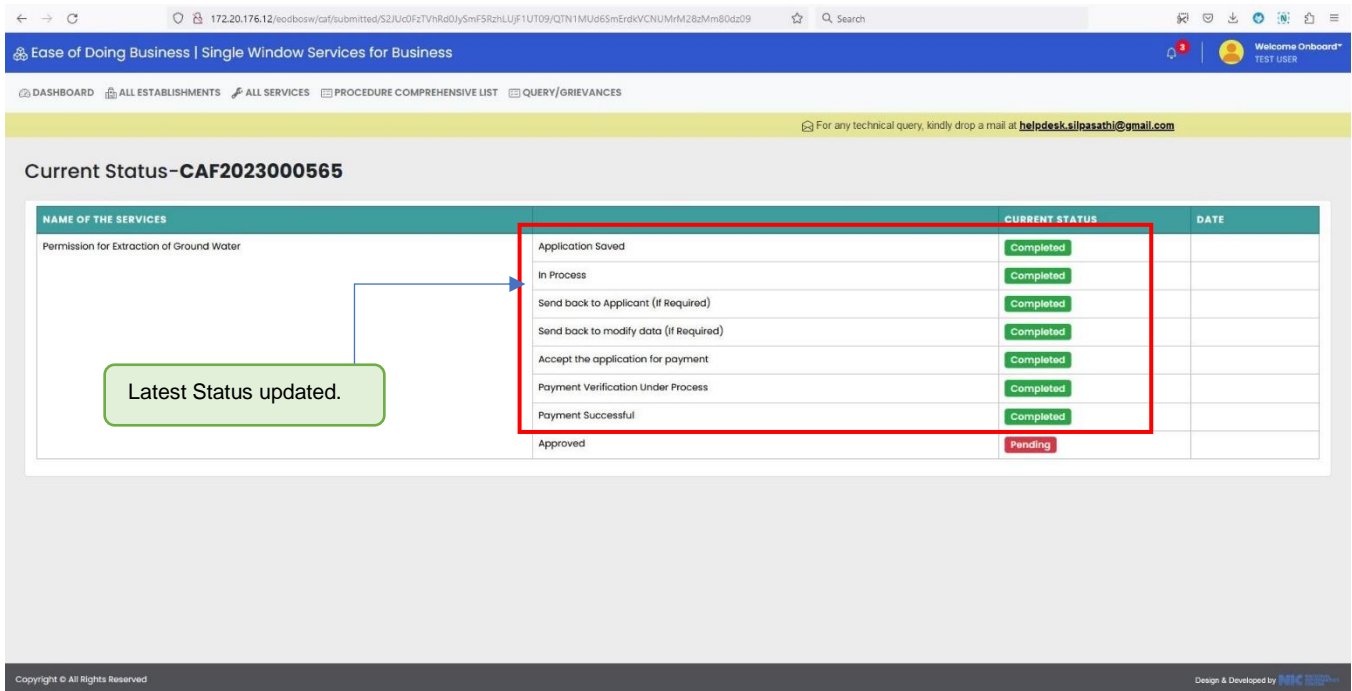 172.20.176.12/eodbosw/caf/submitted/S2JUc0FzTVhRd0JySmFSRzhLUjF1UT09/QTN1MUd6SmErdkVCNUMrM28zMm80dz09
Search
Ease of Doing Business | Single Window Services for Business
3
Welcome Onboard
TEST USER
DASHBOARD ALL ESTABLISHMENTS ALL SERVICES PROCEDURE COMPREHENSIVE LIST QUERY/GRIEVANCES
For any technical query, kindly drop a mail at helpdesk.silpasathi@gmail.com
Current Status-CAF2023000565
NAME OF THE SERVICES CURRENT STATUS DATE
Permission for Extraction of Ground Water Application Saved Completed
In Process Completed
Send back to Applicant (If Required) Completed
Send back to modify data (If Required) Completed
Accept the application for payment Completed
Payment Verification Under Process Completed
Payment Successful Completed
Approved Pending
Latest Status updated.
Copyright © All Rights Reserved
Design & Developed by NIC